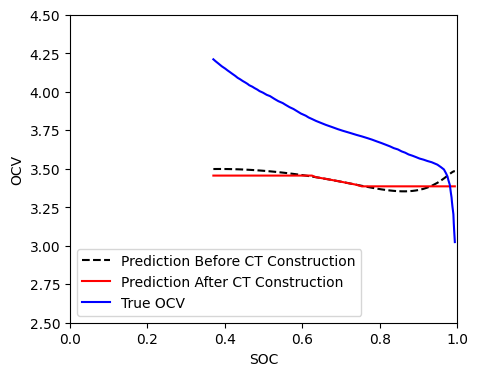 4.50
4.25
4.00
3.75
3.50
3.25
3.00
2.75
2.50
OCV
Prediction Before CT Construction
Prediction After CT Construction
True OCV
0.0 0.2 0.4 0.6 0.8 1.0
SOC